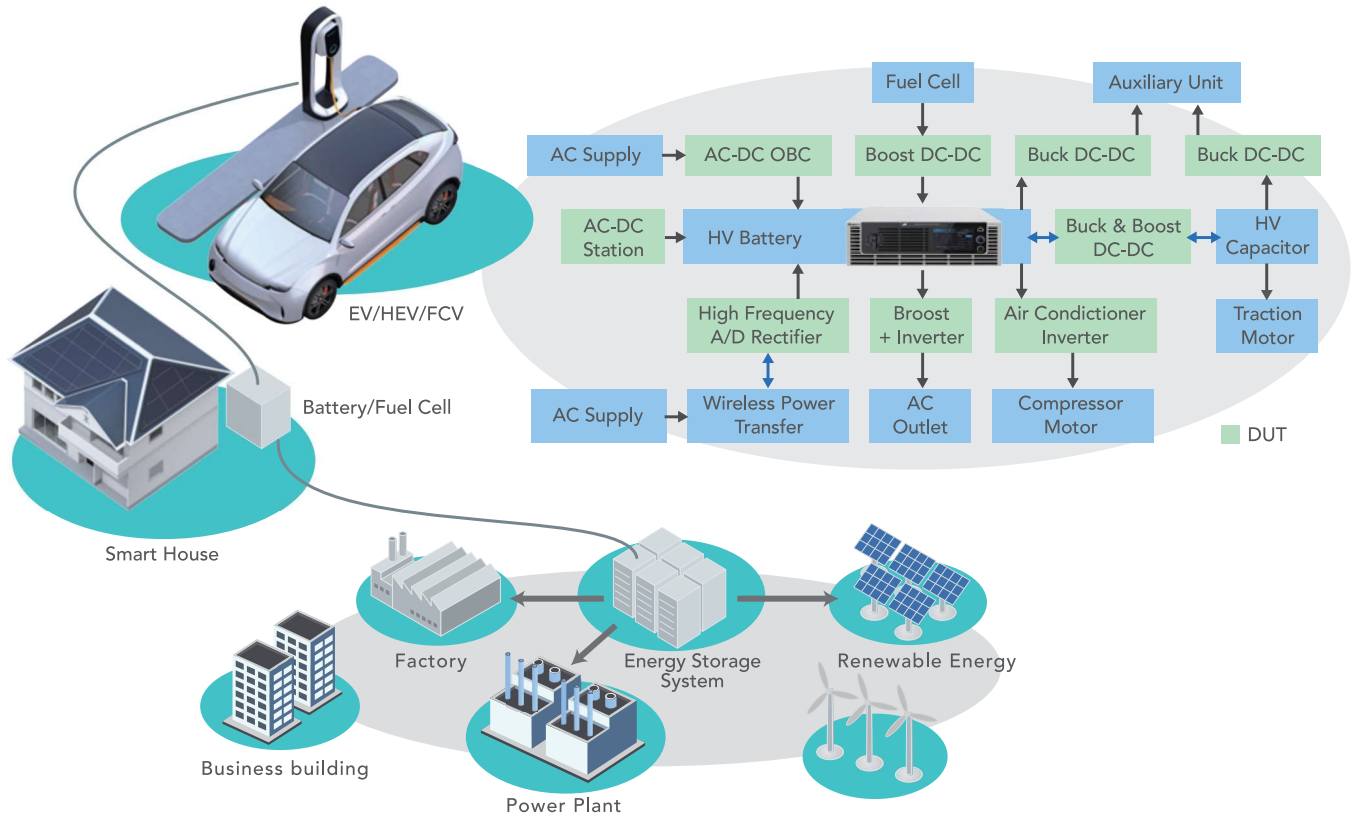 Fuel Cell
Auxiliary Unit
AC Supply
AC-DC OBC
Boost DC-DC
Buck DC-DC
Buck DC-DC
AC-DC
Station
HV Battery
Buck & Boost
DC-DC
HV
Capacitor
EV/HEV/FCV
High Frequency
A/D Rectifier
Broost
+ Inverter
Air Condictioner
Inverter
Traction
Motor
Battery/Fuel Cell
AC Supply
Wireless Power
Transfer
AC
Outlet
Compressor
Motor
DUT
Smart House
Factory
Energy Storage
System
Renewable Energy
Business building
Power Plant